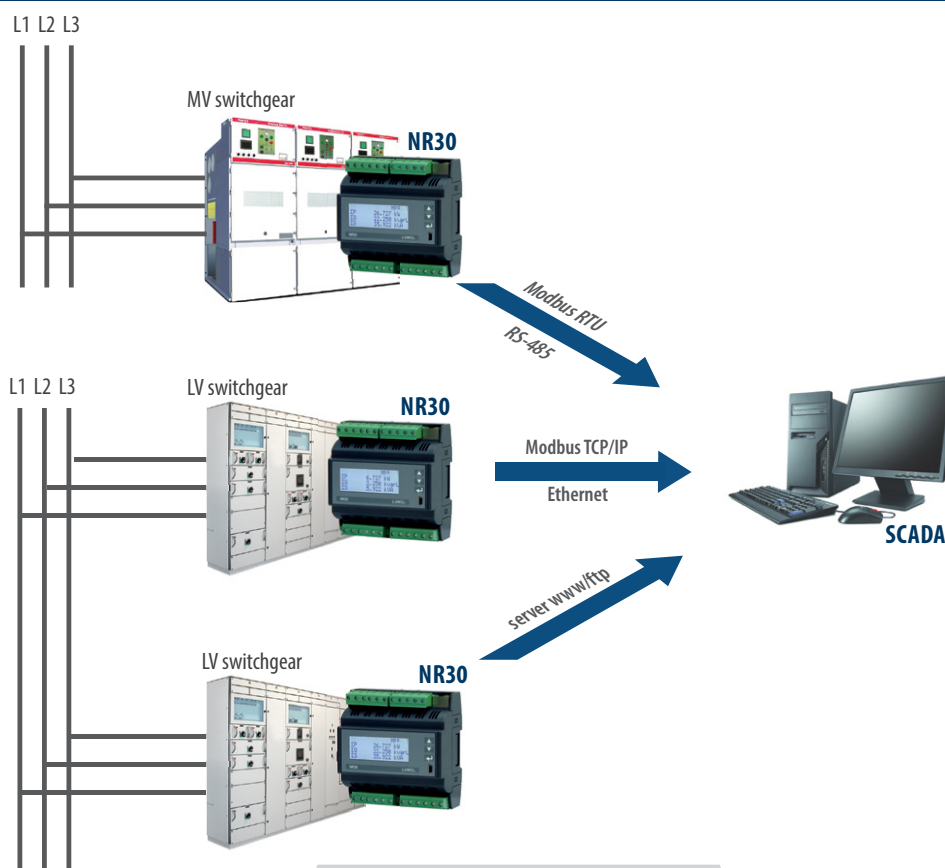 L1 L2 L3
MV switchgear
NR30
Modbus RTU
RS-485
L1 L2 L3
LV switchgear
NR30
Modbus TCP/IP
Ethernet
SCADA
server www/ftp
LV switchgear
NR30